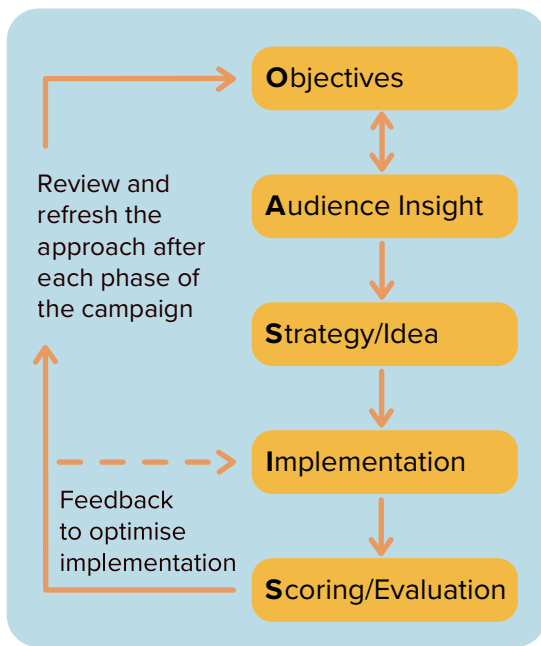 Objectives
Audience Insight
Strategy/Idea
Implementation
Scoring/Evaluation
Review and
refresh the
approach after
each phase of
the campaign
Feedback
to optimise
implementation